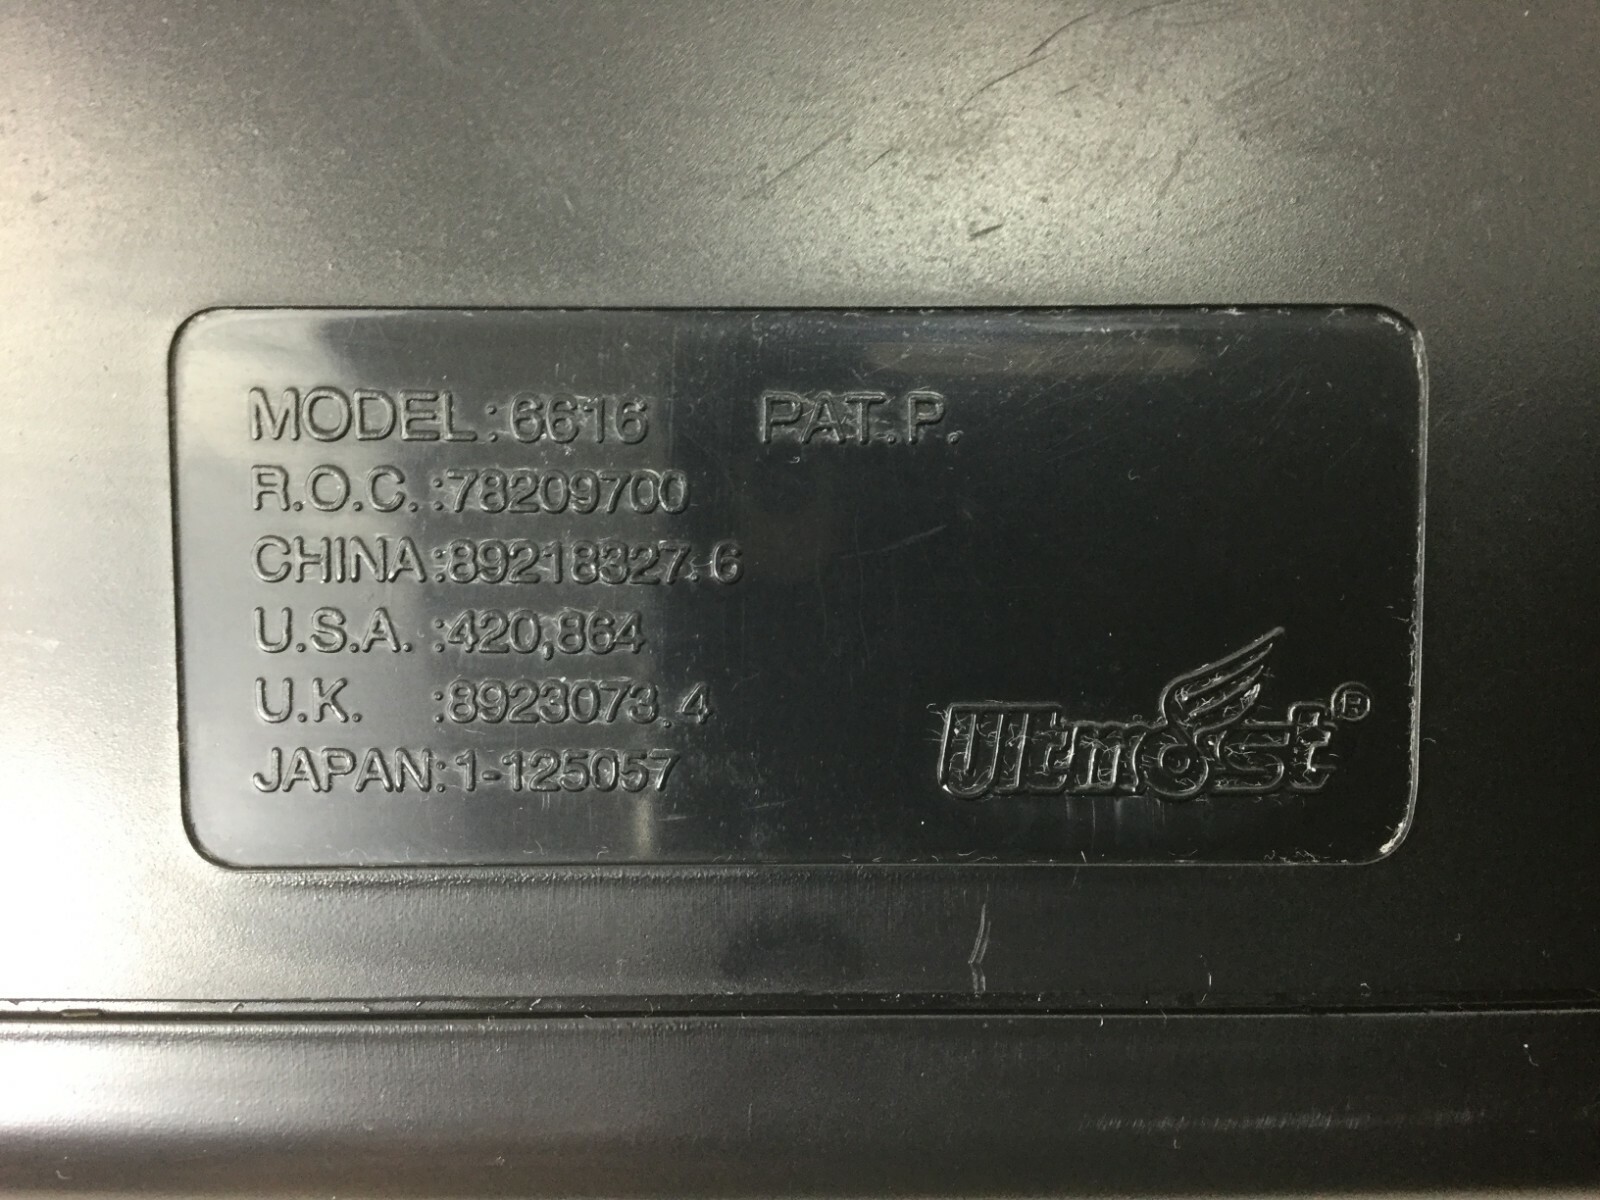 MODEL:6616 PAT.P.
R.O.C.:78209700
CHINA:89218327.6
U.S.A.:420,864
U.K. :8923073.4
JAPAN:1-125057
Utmost®